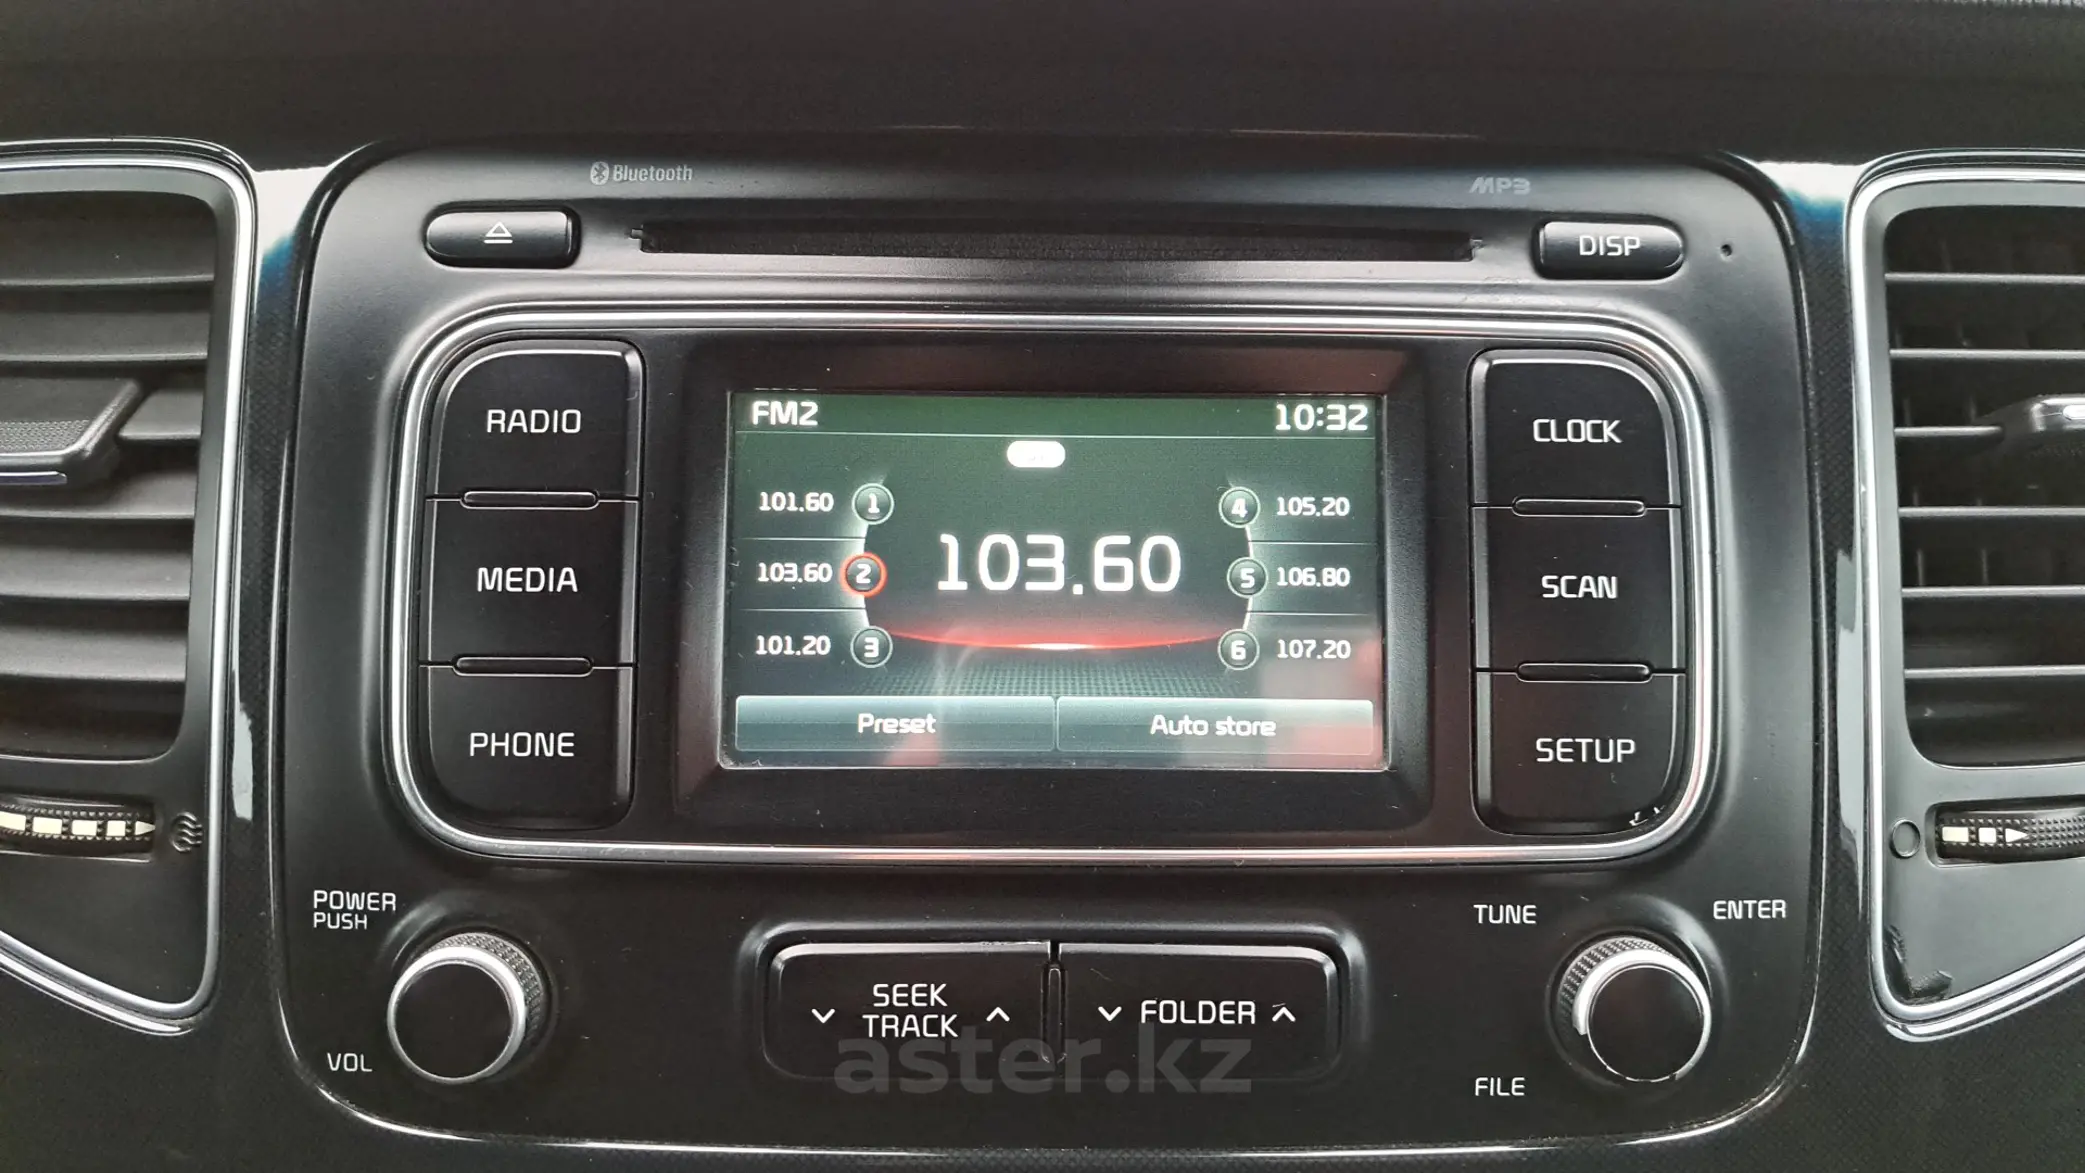 Bluetooth
MP3
DISP
RADIO
MEDIA
PHONE
FM2
10:32
101.60 1
103.60 2
101.20 3
103.60
4 105.20
5 106.80
6 107.20
Preset
Auto store
CLOCK
SCAN
SETUP
POWER
PUSH
VOL
SEEK
TRACK
FOLDER
TUNE
ENTER
FILE
aster.kz